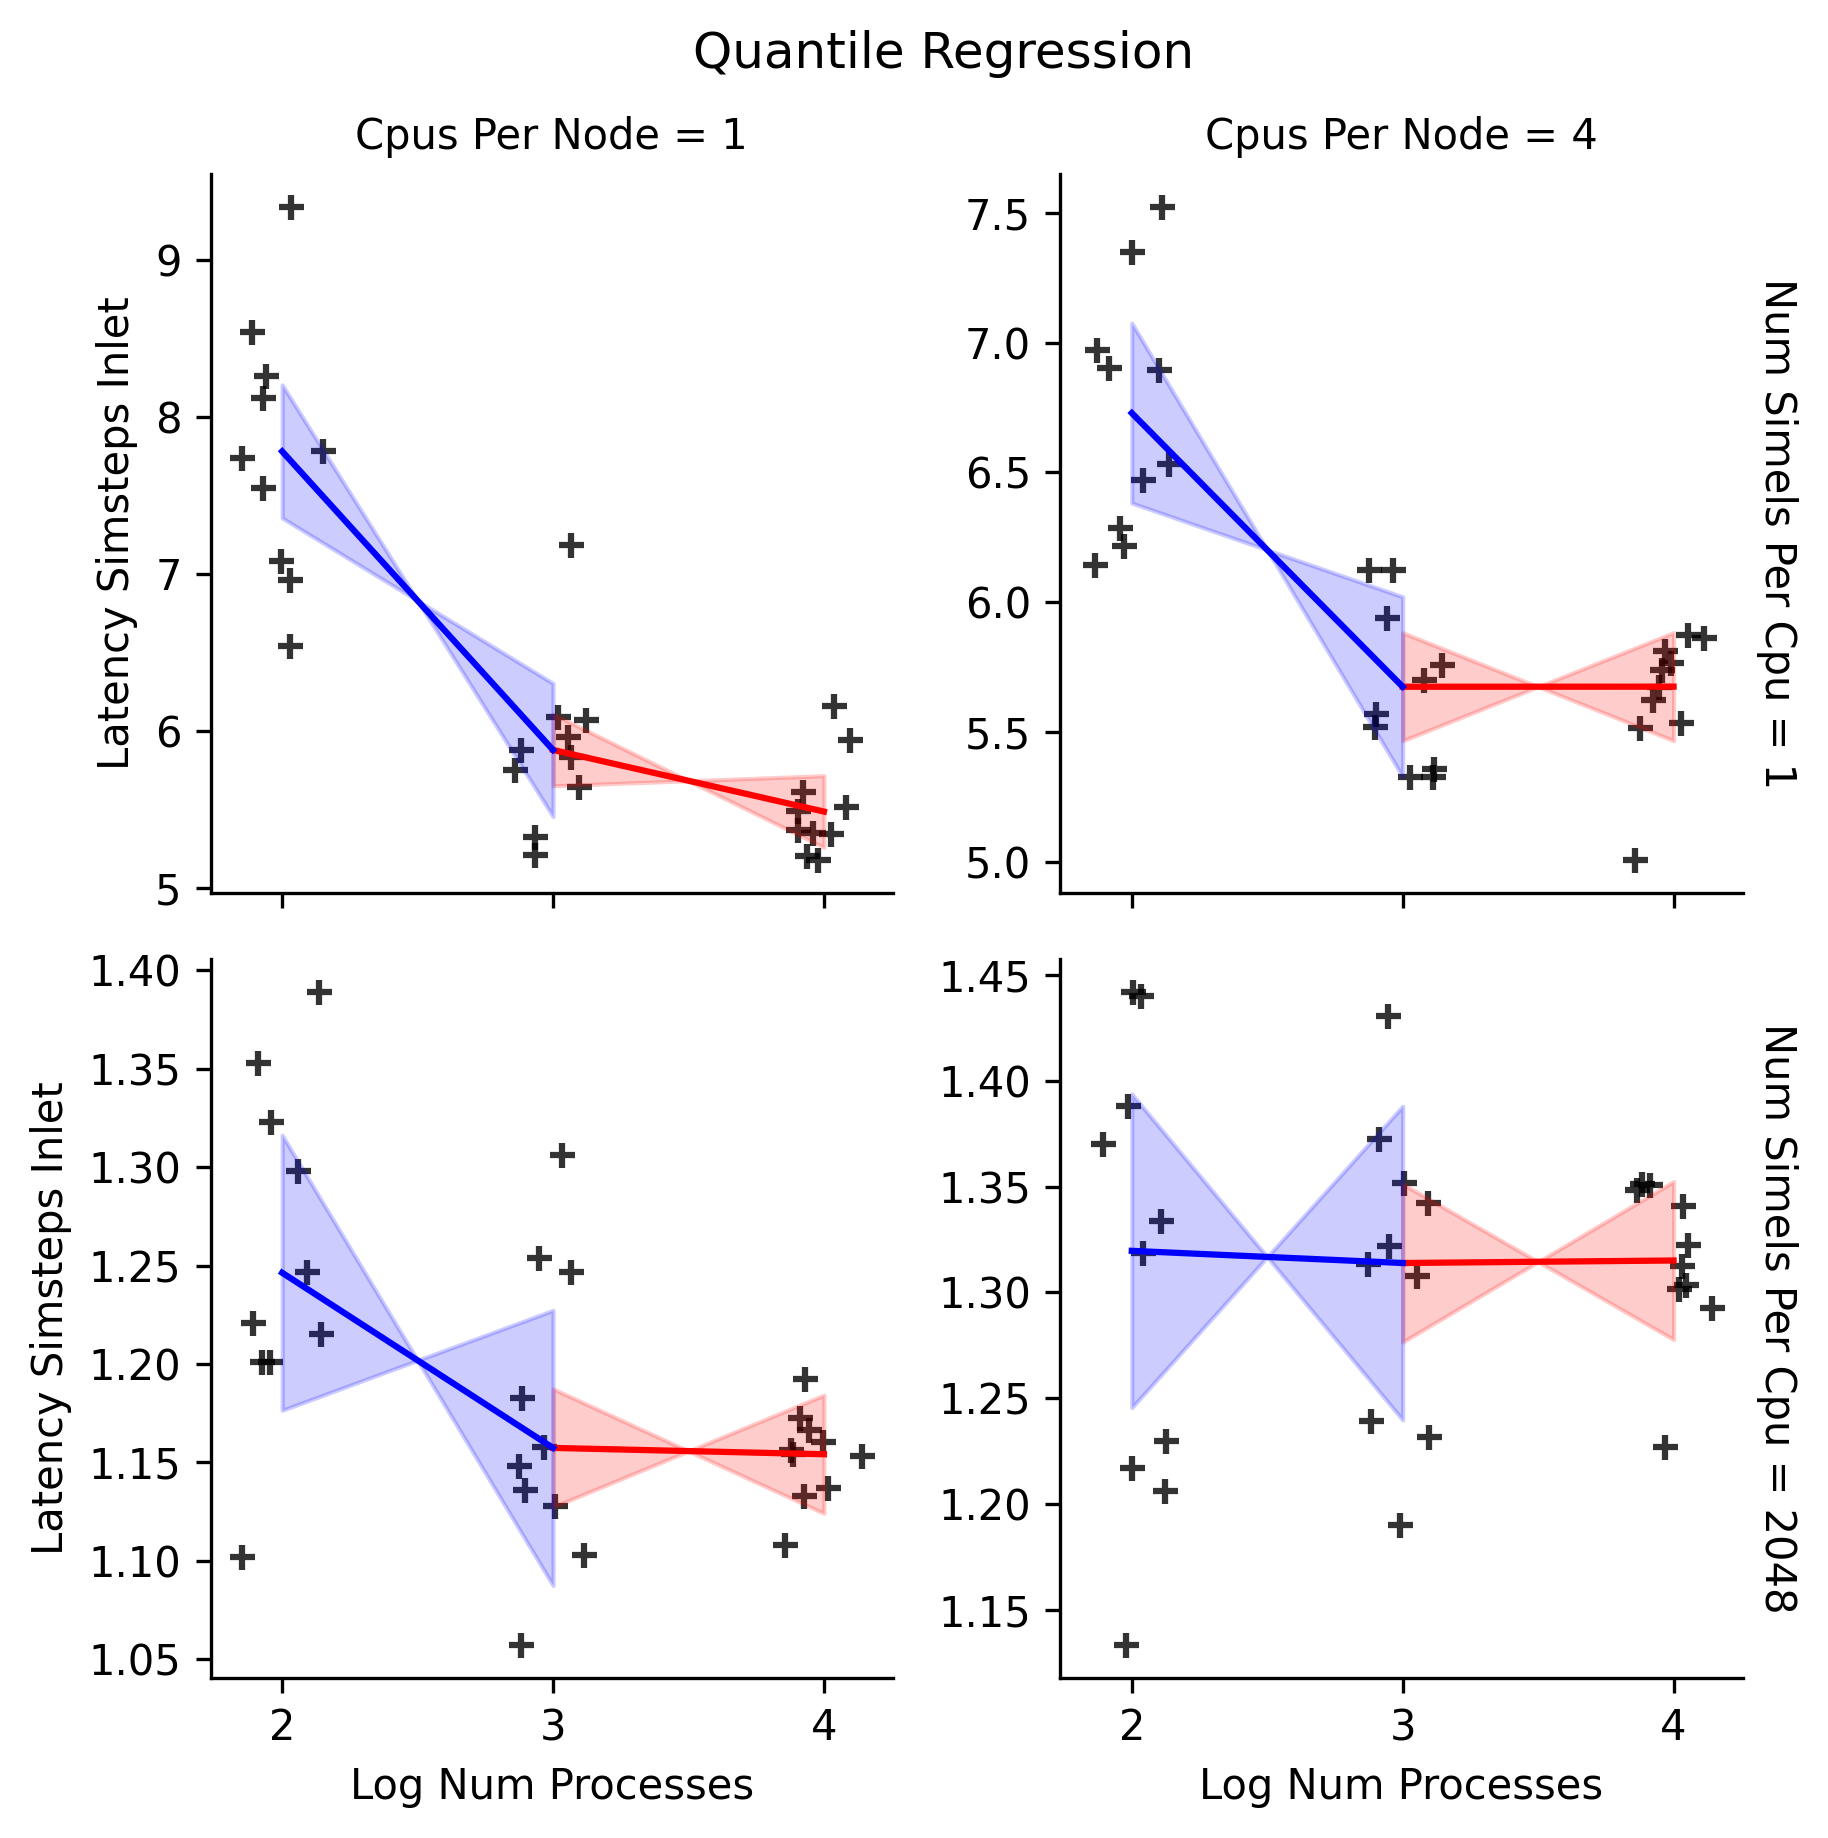 Quantile Regression
Cpus Per Node = 1
Cpus Per Node = 4
Latency Simsteps Inlet
9
8
7
6
5
7.5
7.0
6.5
6.0
5.5
5.0
Num Simels Per Cpu = 1
Latency Simsteps Inlet
1.40
1.35
1.30
1.25
1.20
1.15
1.10
1.05
2 3 4
Log Num Processes
1.45
1.40
1.35
1.30
1.25
1.20
1.15
2 3 4
Log Num Processes
Num Simels Per Cpu = 2048